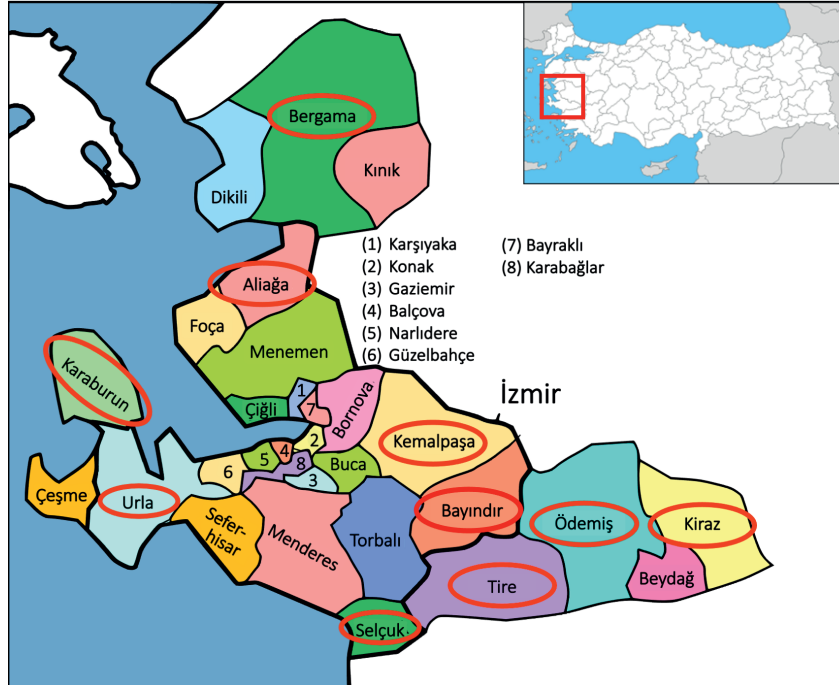 Bergama
Kınık
Dikili
(1) Karşıyaka
(2) Konak
(3) Gaziemir
(4) Balçova
(5) Narlıdere
(6) Güzelbahçe
(7) Bayraklı
(8) Karabağlar
Aliağa
Foça
Menemen
Karaburun
Çiğli
1
7
Bornova
İzmir
Kemalpaşa
2
4
5
8
6
3
Buca
Çeşme
Urla
Sefer-
hisar
Menderes
Torbalı
Bayındır
Ödemiş
Kiraz
Beydağ
Tire
Selçuk